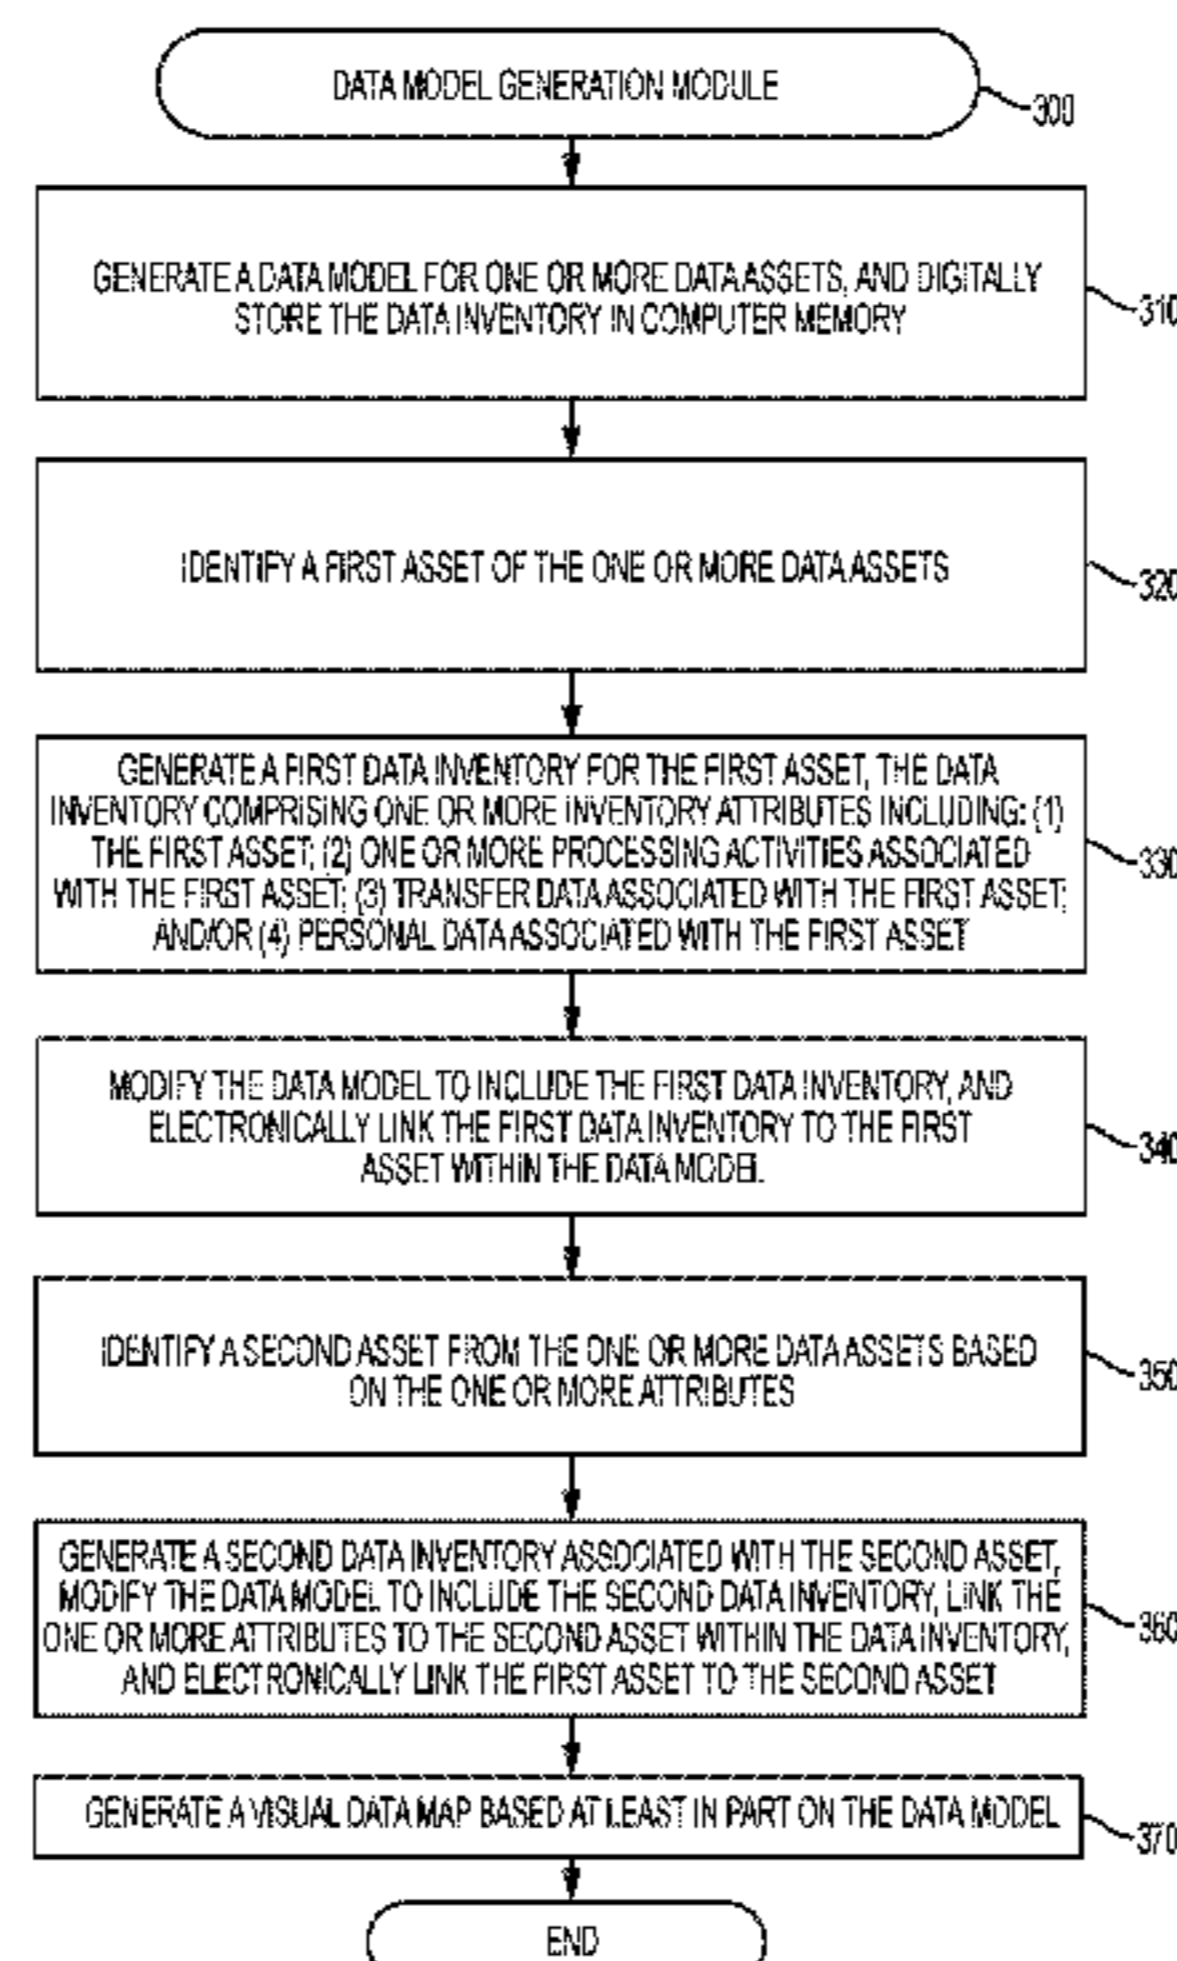 DATA MODEL GENERATION MODULE
300
GENERATE A DATA MODEL FOR ONE OR MORE DATA ASSETS, AND DIGITALLY
STORE THE DATA INVENTORY IN COMPUTER MEMORY
310
IDENTIFY A FIRST ASSET OF THE ONE OR MORE DATA ASSETS
320
GENERATE A FIRST DATA INVENTORY FOR THE FIRST ASSET, THE DATA
INVENTORY COMPRISING ONE OR MORE INVENTORY ATTRIBUTES INCLUDING: (1)
THE FIRST ASSET; (2) ONE OR MORE PROCESSING ACTIVITIES ASSOCIATED
WITH THE FIRST ASSET; (3) TRANSFER DATA ASSOCIATED WITH THE FIRST ASSET;
AND/OR (4) PERSONAL DATA ASSOCIATED WITH THE FIRST ASSET
330
MODIFY THE DATA MODEL TO INCLUDE THE FIRST DATA INVENTORY, AND
ELECTRONICALLY LINK THE FIRST DATA INVENTORY TO THE FIRST
ASSET WITHIN THE DATA MODEL
340
IDENTIFY A SECOND ASSET FROM THE ONE OR MORE DATA ASSETS BASED
ON THE ONE OR MORE ATTRIBUTES
350
GENERATE A SECOND DATA INVENTORY ASSOCIATED WITH THE SECOND ASSET,
MODIFY THE DATA MODEL TO INCLUDE THE SECOND DATA INVENTORY, LINK THE
ONE OR MORE ATTRIBUTES TO THE SECOND ASSET WITHIN THE DATA INVENTORY,
AND ELECTRONICALLY LINK THE FIRST ASSET TO THE SECOND ASSET
360
GENERATE A VISUAL DATA MAP BASED AT LEAST IN PART ON THE DATA MODEL
370
END